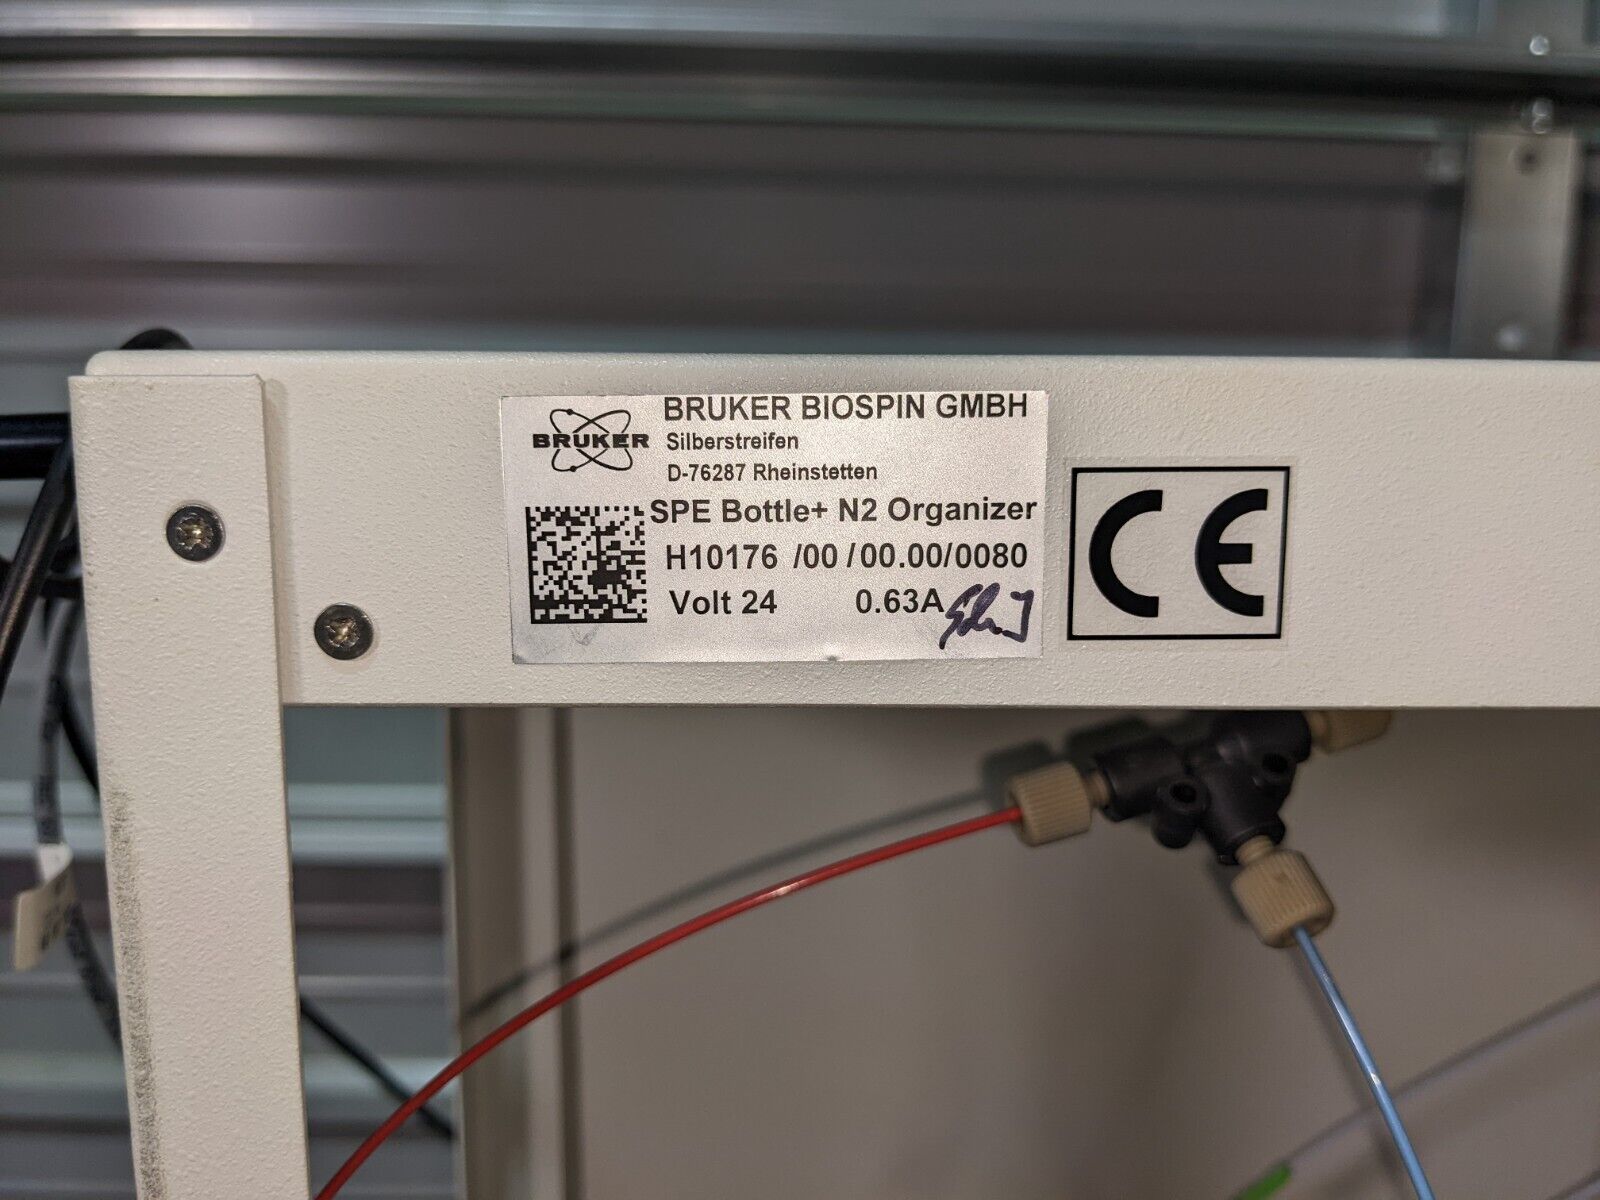 BRUKER BIOSPIN GMBH
BRUKER
Silberstreifen
D-76287 Rheinstetten
SPE Bottle+ N2 Organizer
H10176 /00 /00.00/0080
Volt 24 0.63A
CE